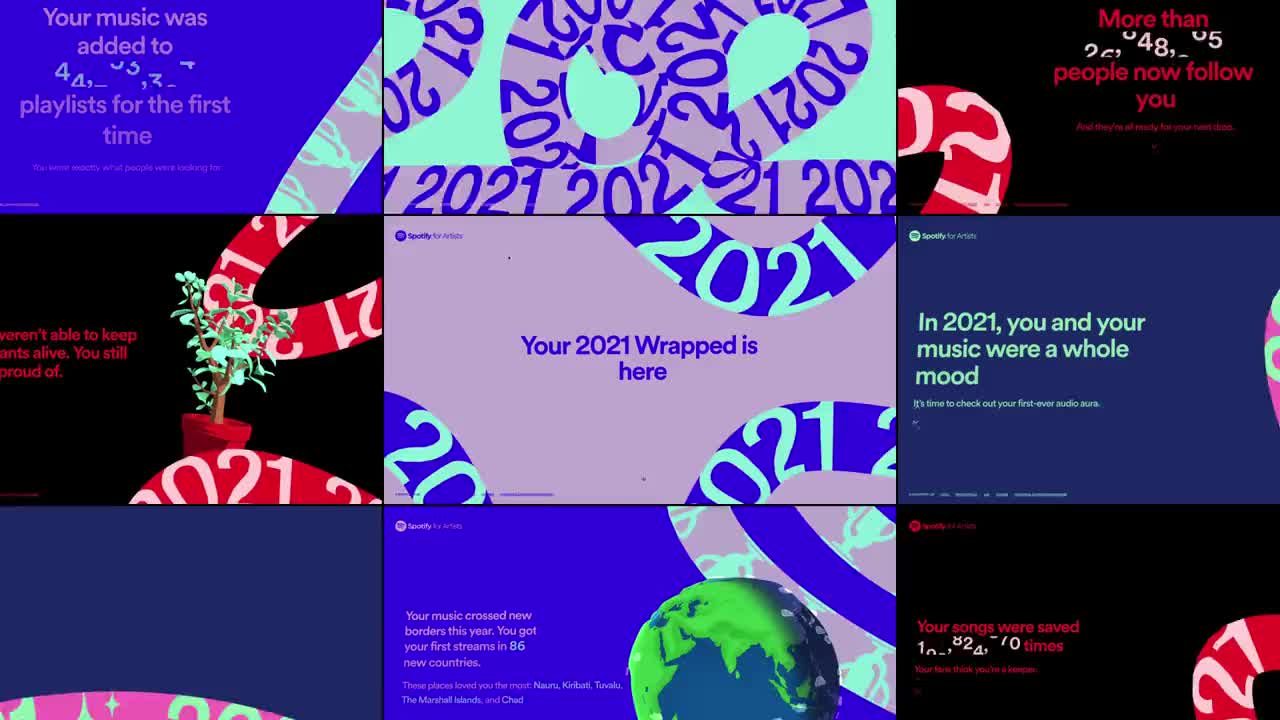 Your music was
added to
playlists for the first
time
You were exactly what people were looking for.
2021 2021 2021 202
More than
people now follow
you
And they're all ready for your next drop.
2021
weren't able to keep
ants alive. You still
proud of.
2021
Spotify for Artists
2021
Your 2021 Wrapped is
here
20
2021
Spotify for Artists
In 2021, you and your
music were a whole
mood
It's time to check out your first-ever audio aura.
202
Spotify for Artists
Your music crossed new
borders this year. You got
your first streams in 86
new countries.
These places loved you the most: Nauru, Kiribati, Tuvalu,
The Marshall Islands, and Chad
Spotify for Artists
Your songs were saved
times
Your fans think you're a keeper.
202